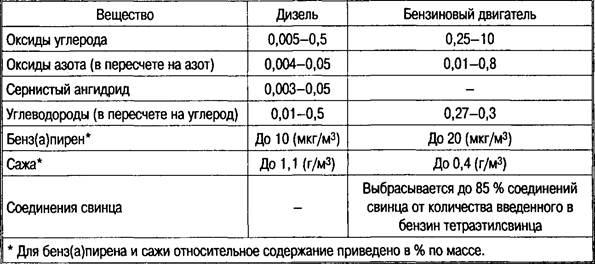 Вещество Дизель Бензиновый двигатель
Оксиды углерода 0,005–0,5 0,25–10
Оксиды азота (в пересчете на азот) 0,004–0,05 0,01–0,8
Сернистый ангидрид 0,003–0,05 –
Углеводороды (в пересчете на углерод) 0,01–0,5 0,27–0,3
Бенз(а)пирен* До 10 (мкг/м³) До 20 (мкг/м³)
Сажа* До 1,1 (г/м³) До 0,4 (г/м³)
Соединения свинца – Выбрасывается до 85 % соединений
свинца от количества введенного в
бензин тетраэтилсвинца
* Для бенз(а)пирена и сажи относительное содержание приведено в % по массе.